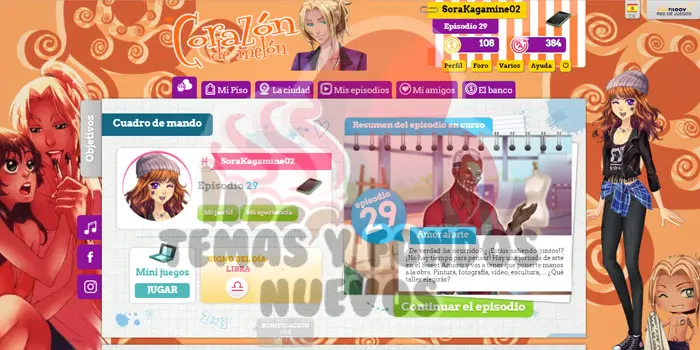 Corazón
de melón
SoraKagamine02
Episodio 29
108
384
Perfil
Foro
Varios
Ayuda
ES
RED DE JUEGOS
Mi Piso
La ciudad
Mis episodios
Mi amigos
El banco
Objetivos
Cuadro de mando
SoraKagamine02
Episodio 29
Mi perfil
Mi experiencia
Mini juegos
JUGAR
SIGNO DEL DÍA
LIBRA
BONIFICACIÓN
Resumen del episodio en curso
episodio
29
Amor al arte
¿De verdad ha ocurrido? ¿¡Estáis saliendo juntos!?
¡No hay tiempo para pensar! Hay una jornada de arte
en el Sweet Amoris y vas a tener que ponerte manos
a la obra. Pintura, fotografía, vídeo, escultura,... ¿Qué
taller elegirás?
Continuar el episodio
TEMAS Y FONDOS
NUEVOS